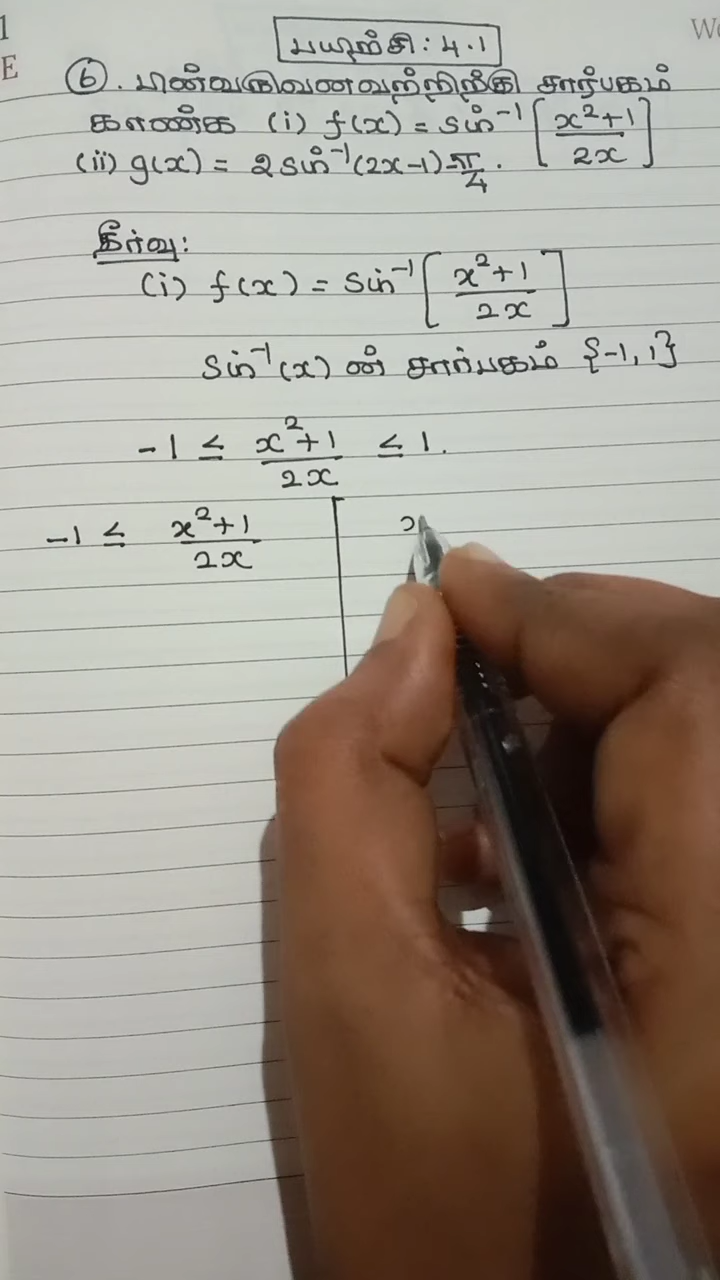 1
E
பயிற்சி : 4.1
We
6. பின்வருவனவற்றிற்கு சார்பகம்
காண்க (i) f(x) = sin⁻¹ [x²+1 / 2x]
(ii) g(x) = 2 sin⁻¹ (2x-1) - π/4.
தீர்வு:
(i) f(x) = sin⁻¹ [x²+1 / 2x]
sin⁻¹(x) ன் சார்பகம் {-1, 1}
-1 ≤ x²+1 / 2x ≤ 1.
-1 ≤ x²+1 / 2x